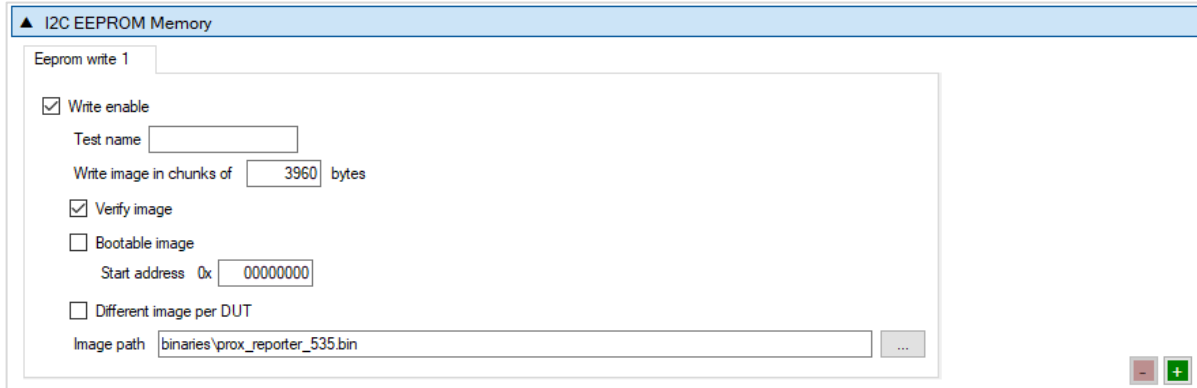 ▲ I2C EEPROM Memory
Eeprom write 1
Write enable
Test name
Write image in chunks of 3960 bytes
Verify image
Bootable image
Start address 0x 00000000
Different image per DUT
Image path binaries\prox_reporter_535.bin ...
- +